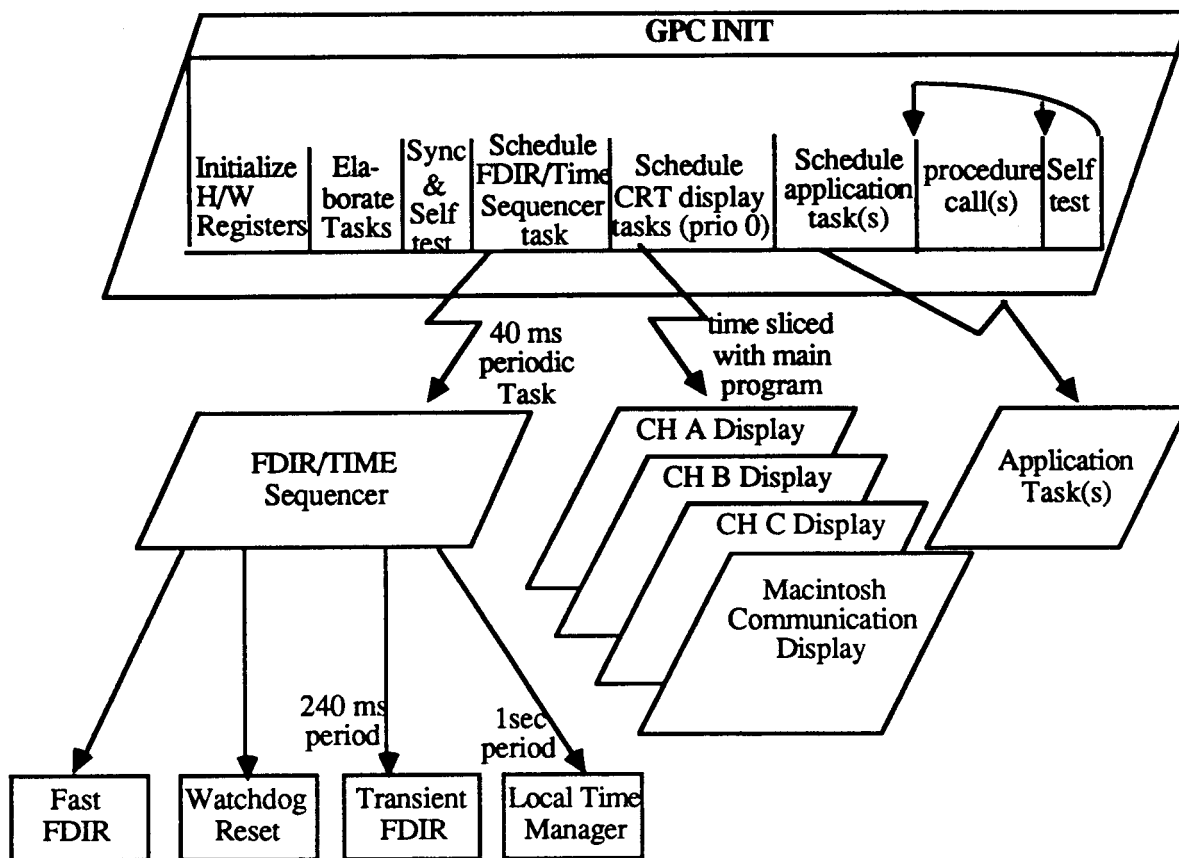 GPC INIT
Initialize
H/W
Registers
Ela-
borate
Tasks
Sync
&
Self
test
Schedule
FDIR/Time
Sequencer
task
Schedule
CRT display
tasks (prio 0)
Schedule
application
task(s)
procedure
call(s)
Self
test
40 ms
periodic
Task
time sliced
with main
program
FDIR/TIME
Sequencer
CH A Display
CH B Display
CH C Display
Macintosh
Communication
Display
Application
Task(s)
240 ms
period
1sec
period
Fast
FDIR
Watchdog
Reset
Transient
FDIR
Local Time
Manager